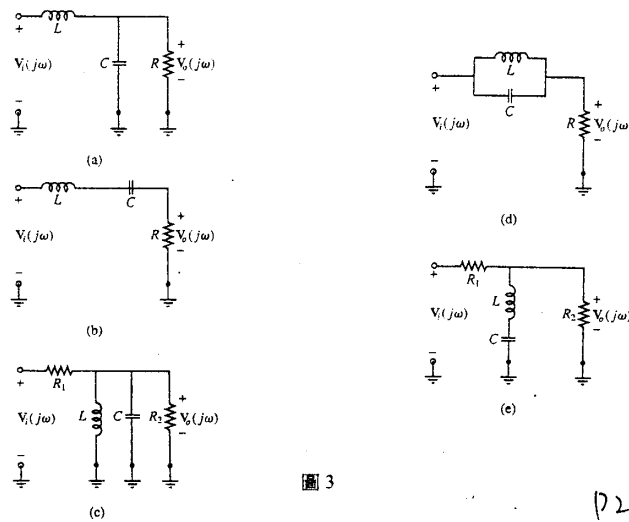 + L + 
V_i(jω) C R V_o(jω)
− −
(a)
+ L C +
V_i(jω) R V_o(jω)
− −
(b)
+ R_1 +
V_i(jω) L C R_2 V_o(jω)
− −
(c)
L
+ C +
V_i(jω) R V_o(jω)
− −
(d)
+ R_1
L +
V_i(jω) C R_2 V_o(jω)
− −
(e)
圖 3
P2